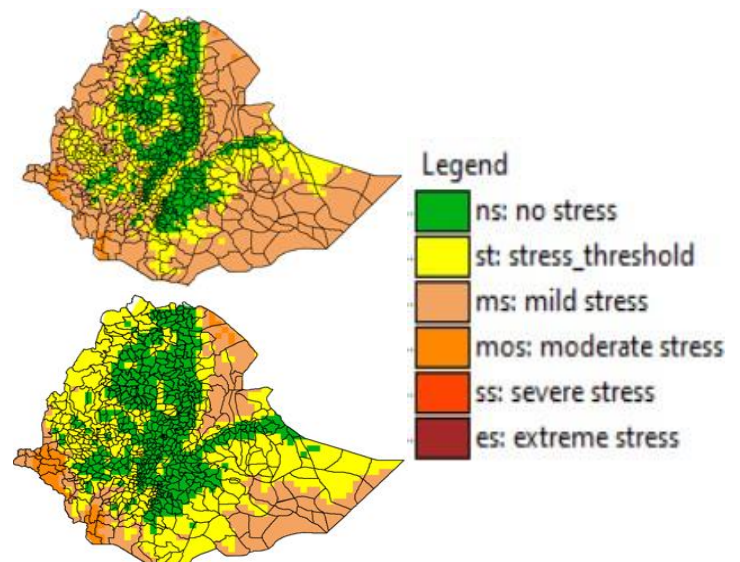 Legend
ns: no stress
st: stress_threshold
ms: mild stress
mos: moderate stress
ss: severe stress
es: extreme stress